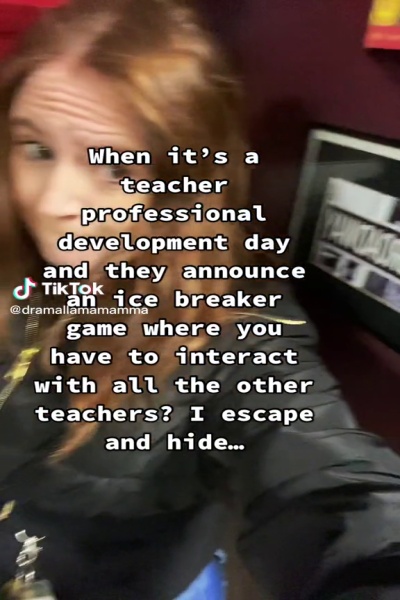 When it's a
teacher
professional
development day
and they announce
an ice breaker
game where you
have to interact
with all the other
teachers? I escape
and hide…
TikTok
@dramallamamamma